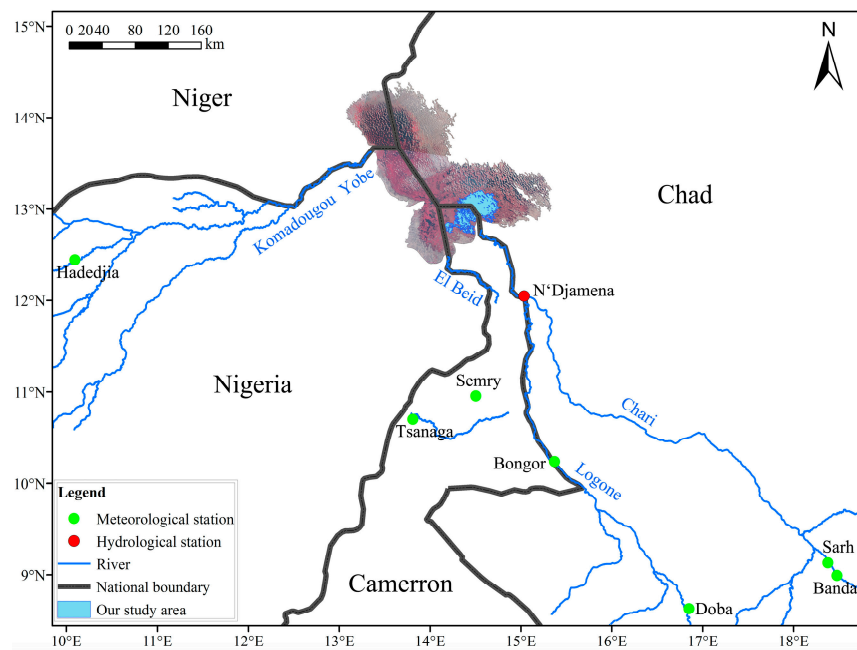 15°N
0 20 40 80 120 160
km
N
Niger
14°N
Chad
13°N
Komadougou Yobe
Hadedjia
El Beid
12°N
N‘Djamena
11°N
Nigeria
Semry
Chari
Tsanaga
Bongor
10°N
Logone
Legend
Meteorological station
Hydrological station
River
National boundary
Our study area
Sarh
9°N
Camerron
Banda
Doba
10°E 11°E 12°E 13°E 14°E 15°E 16°E 17°E 18°E